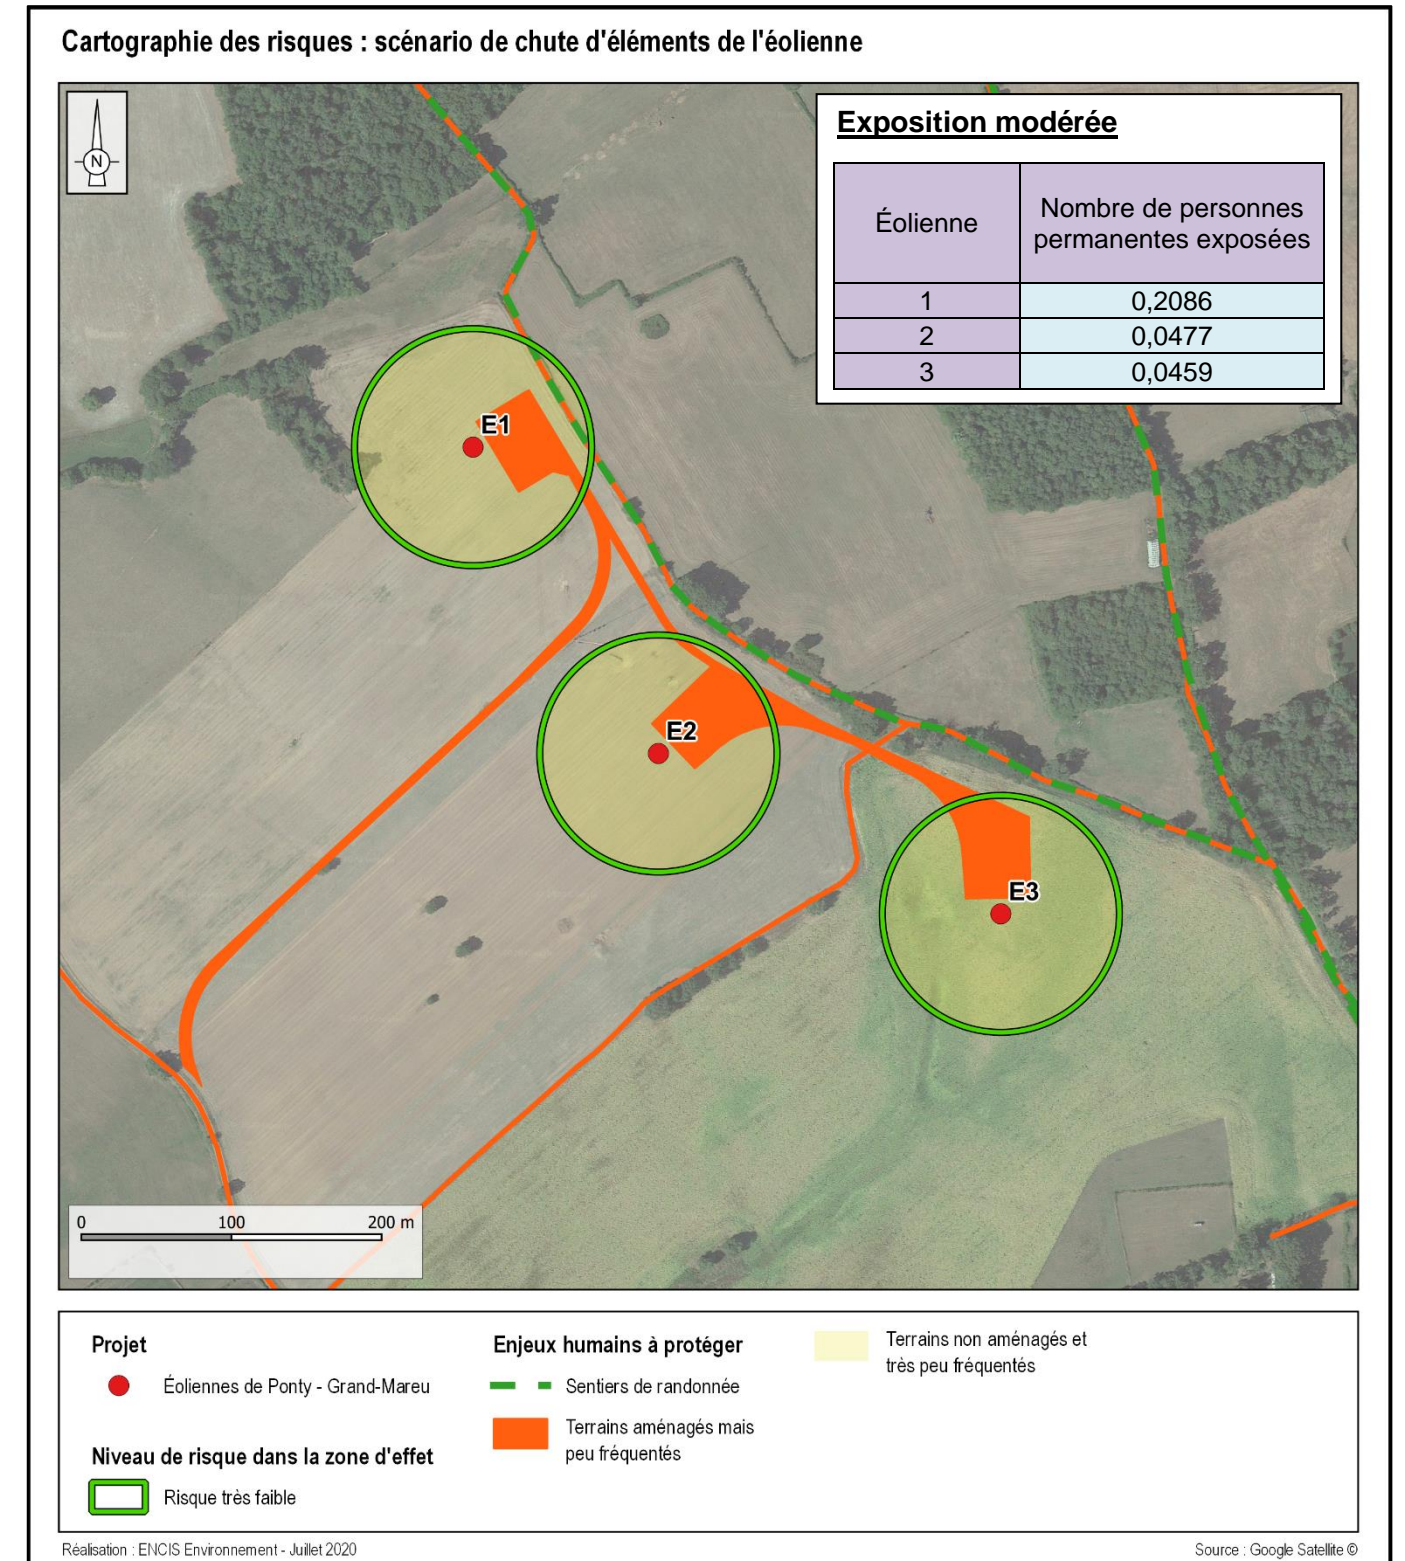 Cartographie des risques : scénario de chute d'éléments de l'éolienne
N
Exposition modérée
Éolienne
Nombre de personnes
permanentes exposées
1
0,2086
2
0,0477
3
0,0459
E1
E2
E3
0
100
200 m
Projet
Éoliennes de Ponty - Grand-Mareu
Niveau de risque dans la zone d'effet
Risque très faible
Enjeux humains à protéger
Sentiers de randonnée
Terrains aménagés mais
peu fréquentés
Terrains non aménagés et
très peu fréquentés
Réalisation : ENCIS Environnement - Juillet 2020
Source : Google Satellite ©